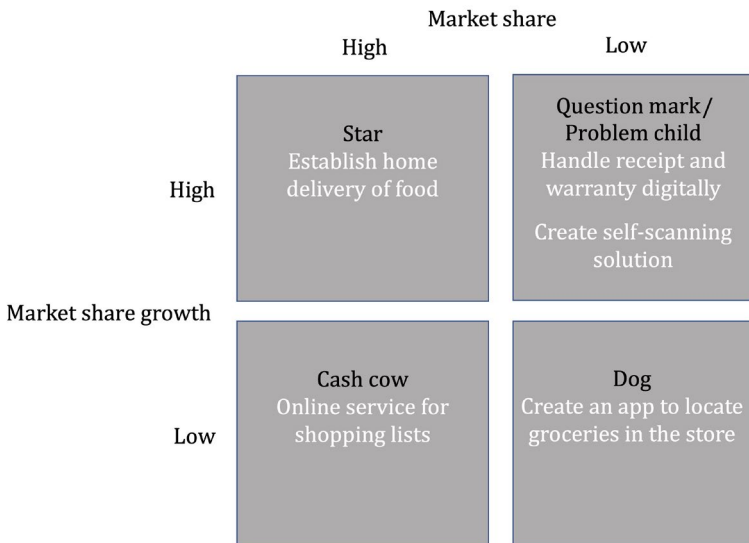 Market share
High
Low
Star
Establish home
delivery of food
Question mark/
Problem child
Handle receipt and
warranty digitally
Create self-scanning
solution
High
Market share growth
Cash cow
Online service for
shopping lists
Dog
Create an app to locate
groceries in the store
Low